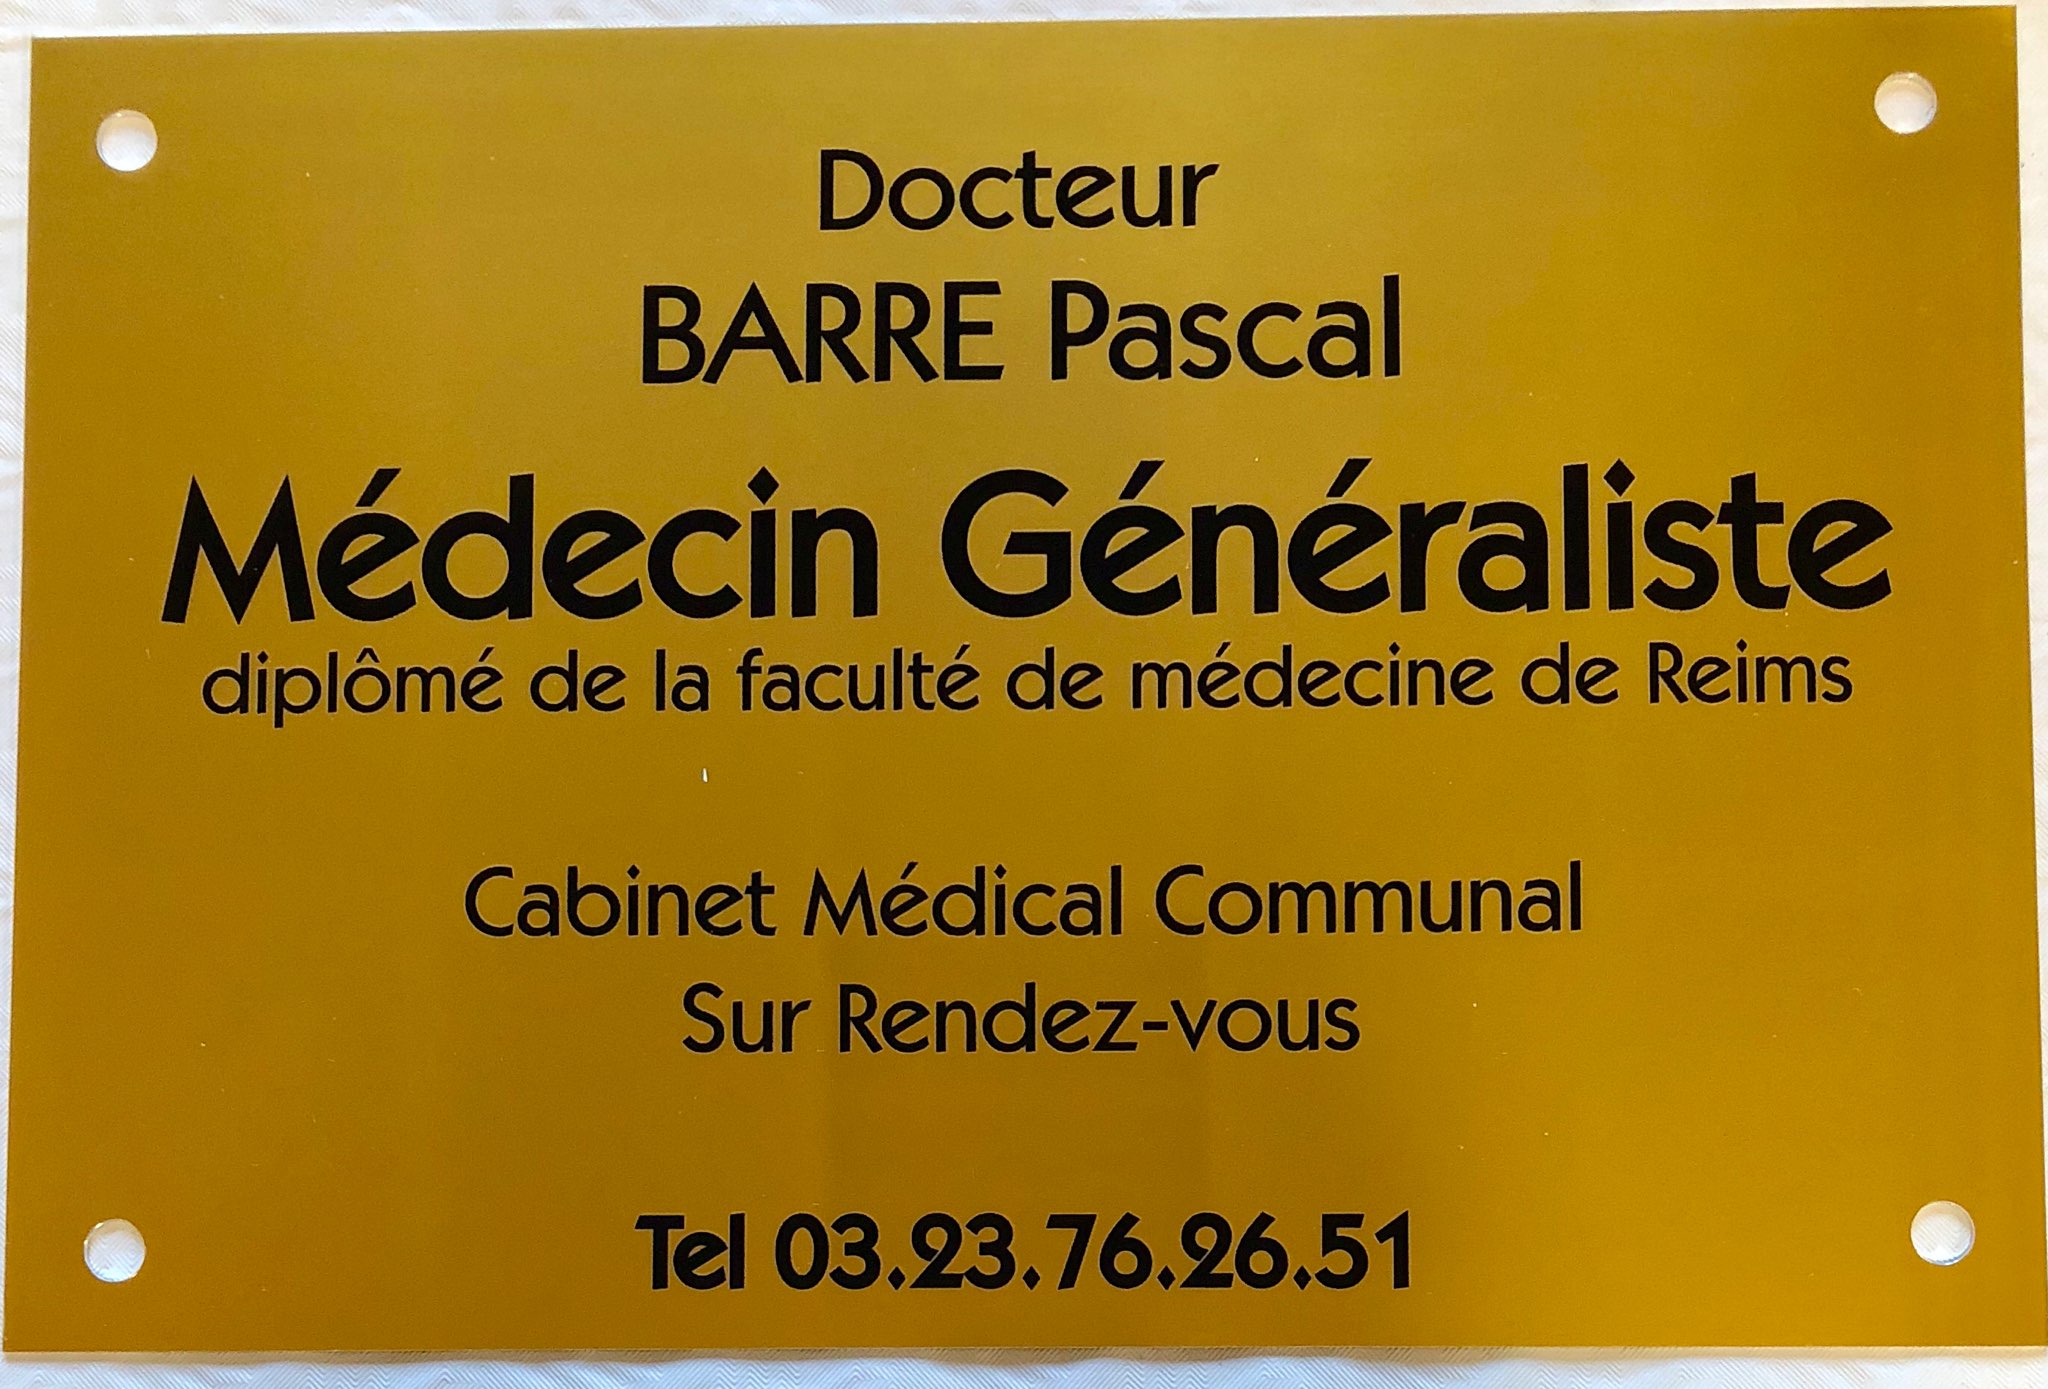 Docteur
BARRE Pascal
Médecin Généraliste
diplômé de la faculté de médecine de Reims
Cabinet Médical Communal
Sur Rendez-vous
Tel 03.23.76.26.51